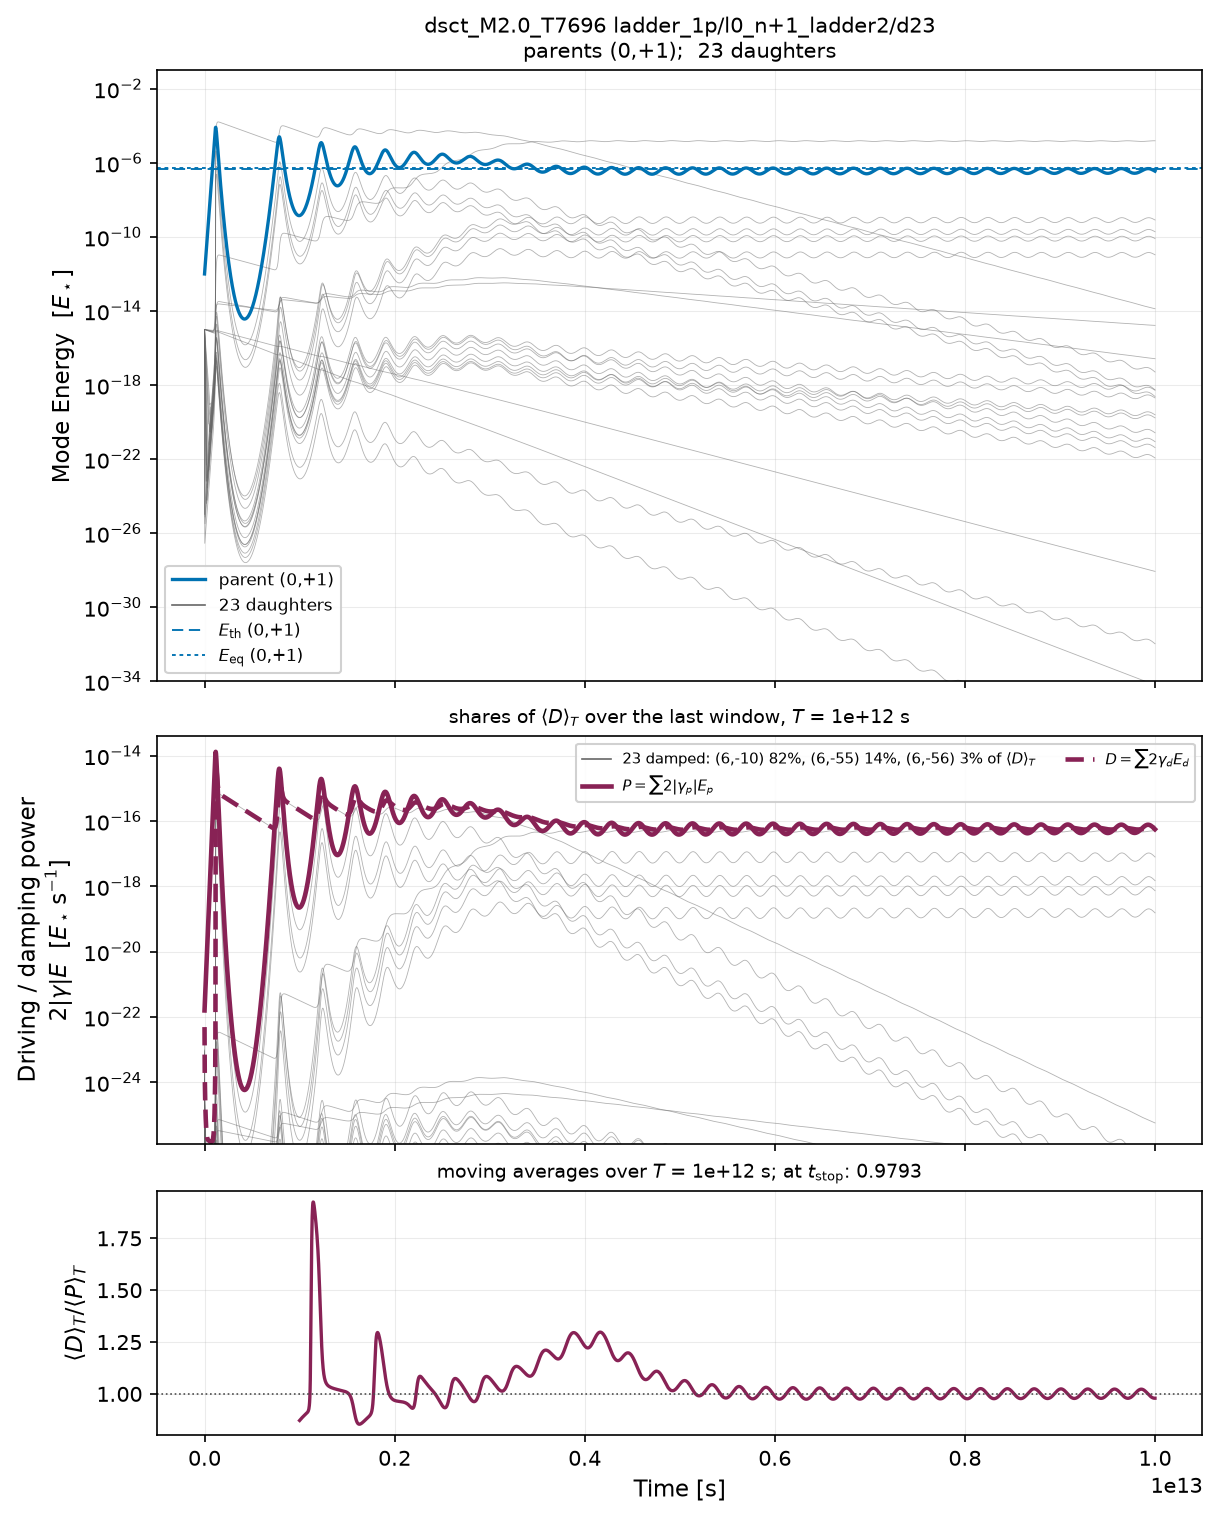 dsct_M2.0_T7696 ladder_1p/l0_n+1_ladder2/d23
parents (0,+1);  23 daughters
Mode Energy [E⋆]
10⁻²
10⁻⁶
10⁻¹⁰
10⁻¹⁴
10⁻¹⁸
10⁻²²
10⁻²⁶
10⁻³⁰
10⁻³⁴
parent (0,+1)
23 daughters
E_th (0,+1)
E_eq (0,+1)
shares of ⟨D⟩_T over the last window, T = 1e+12 s
Driving / damping power
2|γ|E [E⋆ s⁻¹]
10⁻¹⁴
10⁻¹⁶
10⁻¹⁸
10⁻²⁰
10⁻²²
10⁻²⁴
23 damped: (6,-10) 82%, (6,-55) 14%, (6,-56) 3% of ⟨D⟩_T
P = ∑2|γ_p|E_p
D = ∑2γ_dE_d
moving averages over T = 1e+12 s; at t_stop: 0.9793
⟨D⟩_T/⟨P⟩_T
1.75
1.50
1.25
1.00
0.0
0.2
0.4
0.6
0.8
1.0
1e13
Time [s]